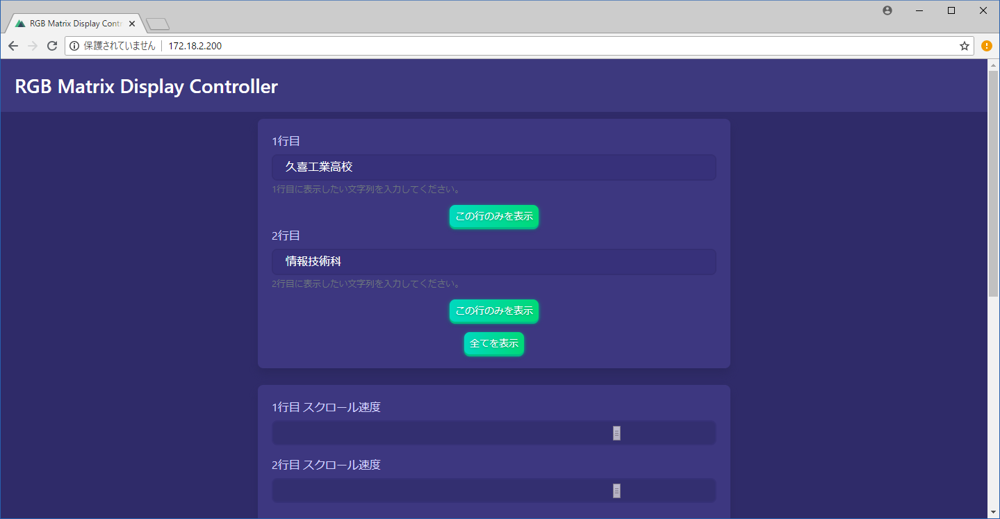 RGB Matrix Display Contr
保護されていません
172.18.2.200
RGB Matrix Display Controller
1行目
久喜工業高校
1行目に表示したい文字列を入力してください。
この行のみを表示
2行目
情報技術科
2行目に表示したい文字列を入力してください。
この行のみを表示
全てを表示
1行目 スクロール速度
2行目 スクロール速度